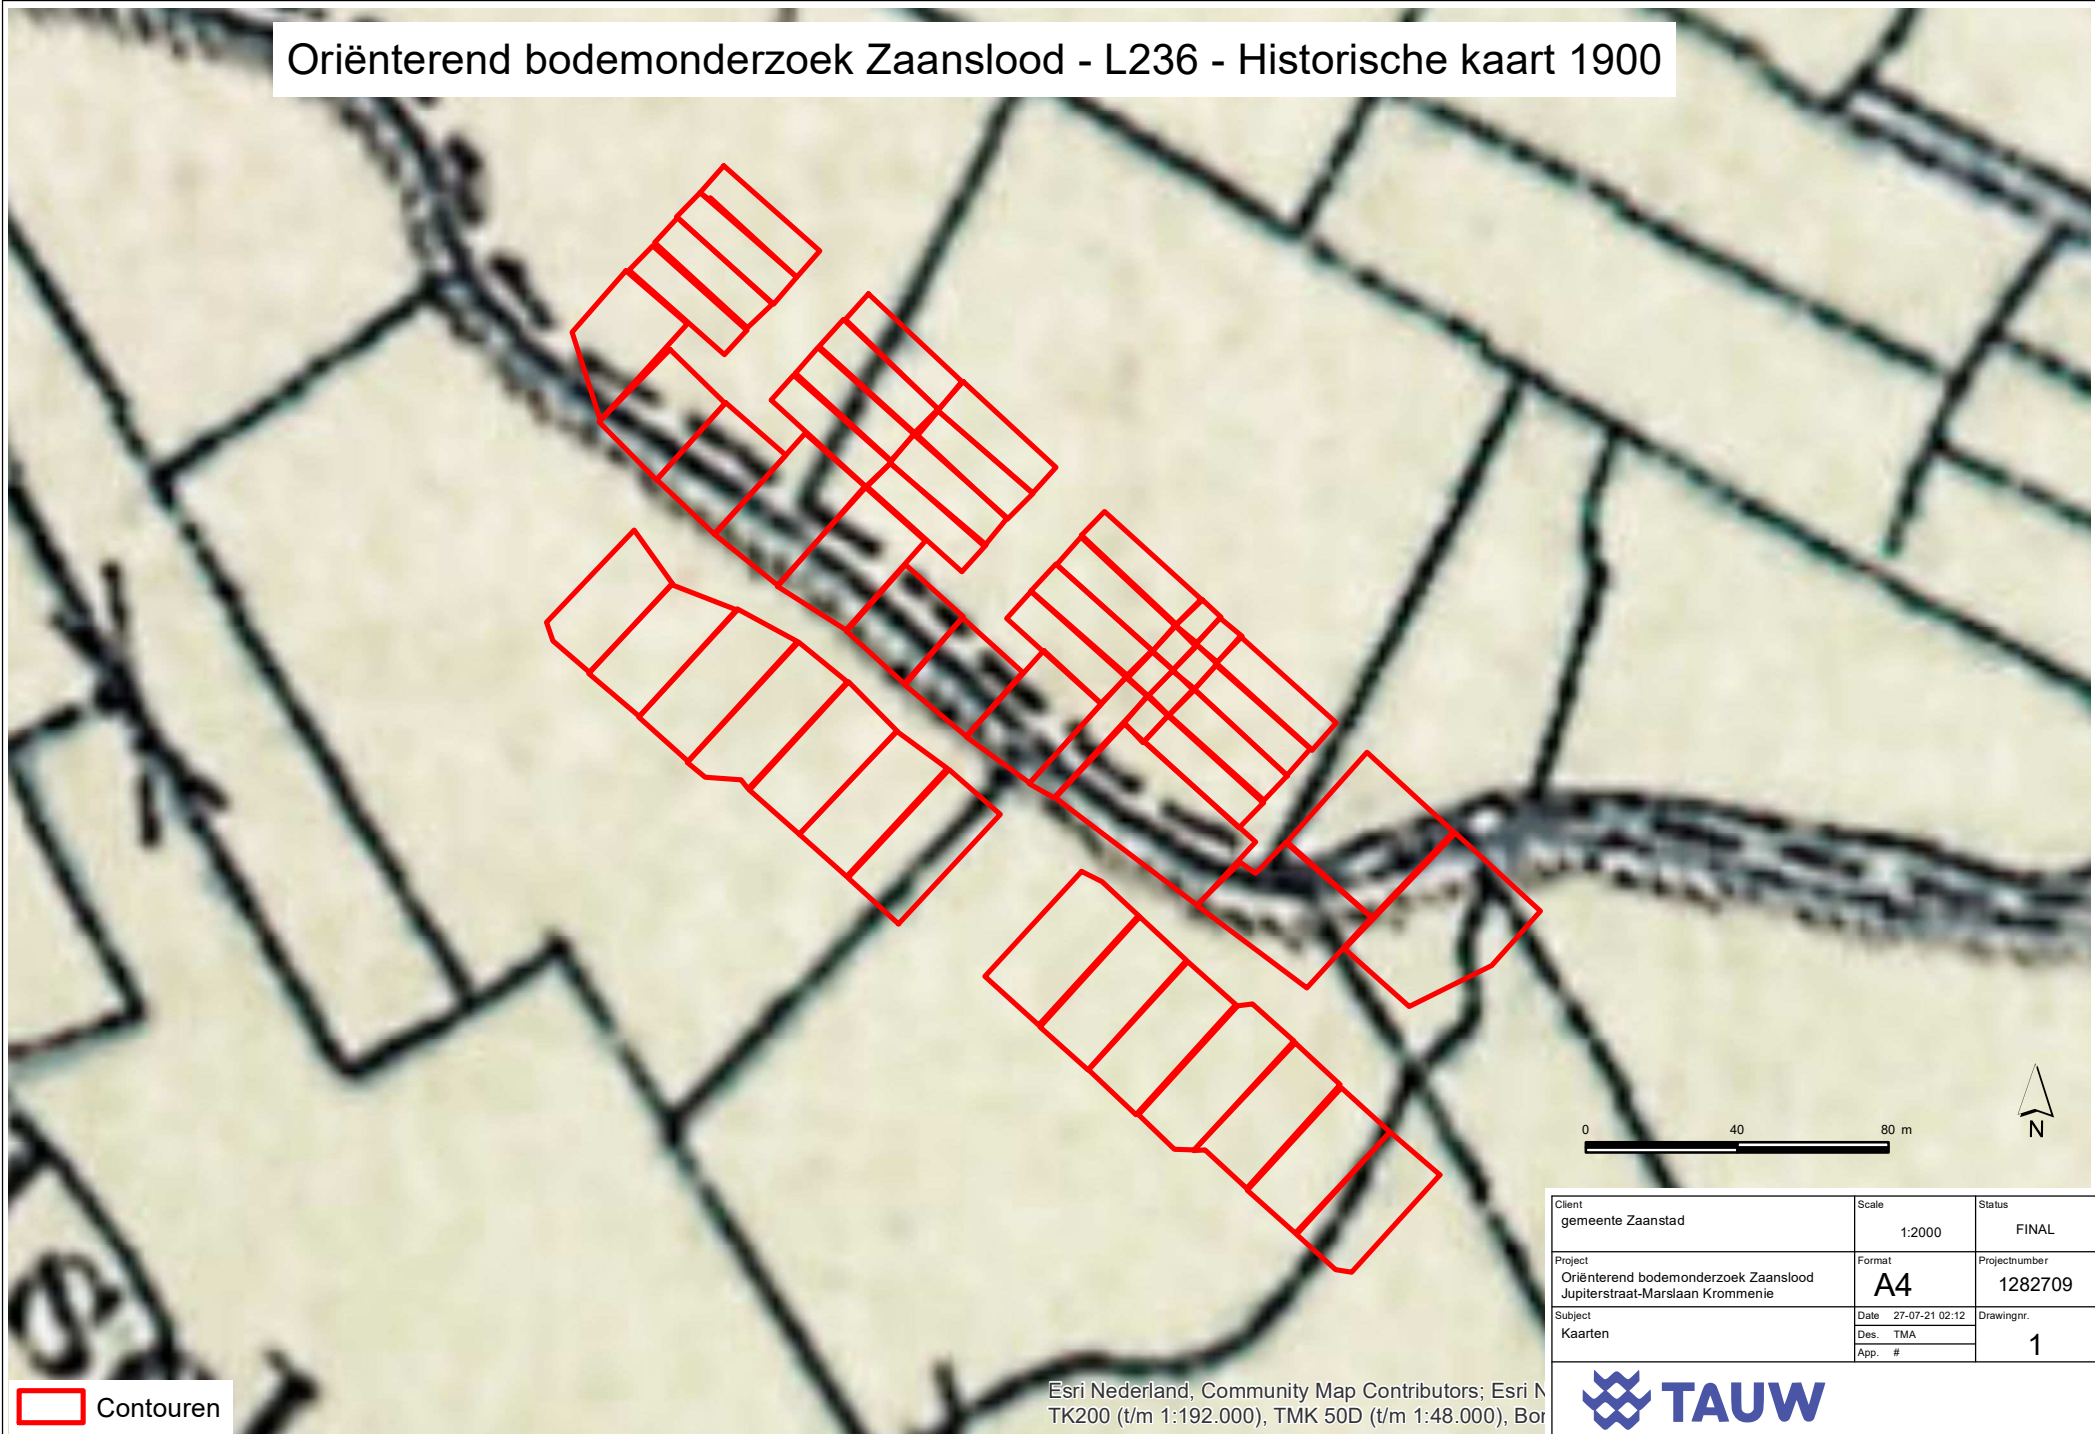 Oriënterend bodemonderzoek Zaanslood - L236 - Historische kaart 1900
0 40 80 m
N
Client
gemeente Zaanstad
Scale
1:2000
Status
FINAL
Project
Oriënterend bodemonderzoek Zaanslood
Jupiterstraat-Marslaan Krommenie
Format
A4
Projectnumber
1282709
Subject
Kaarten
Date 27-07-21 02:12
Des. TMA
App. #
Drawingnr.
1
Contouren
Esri Nederland, Community Map Contributors; Esri N
TK200 (t/m 1:192.000), TMK 50D (t/m 1:48.000), Bon
TAUW